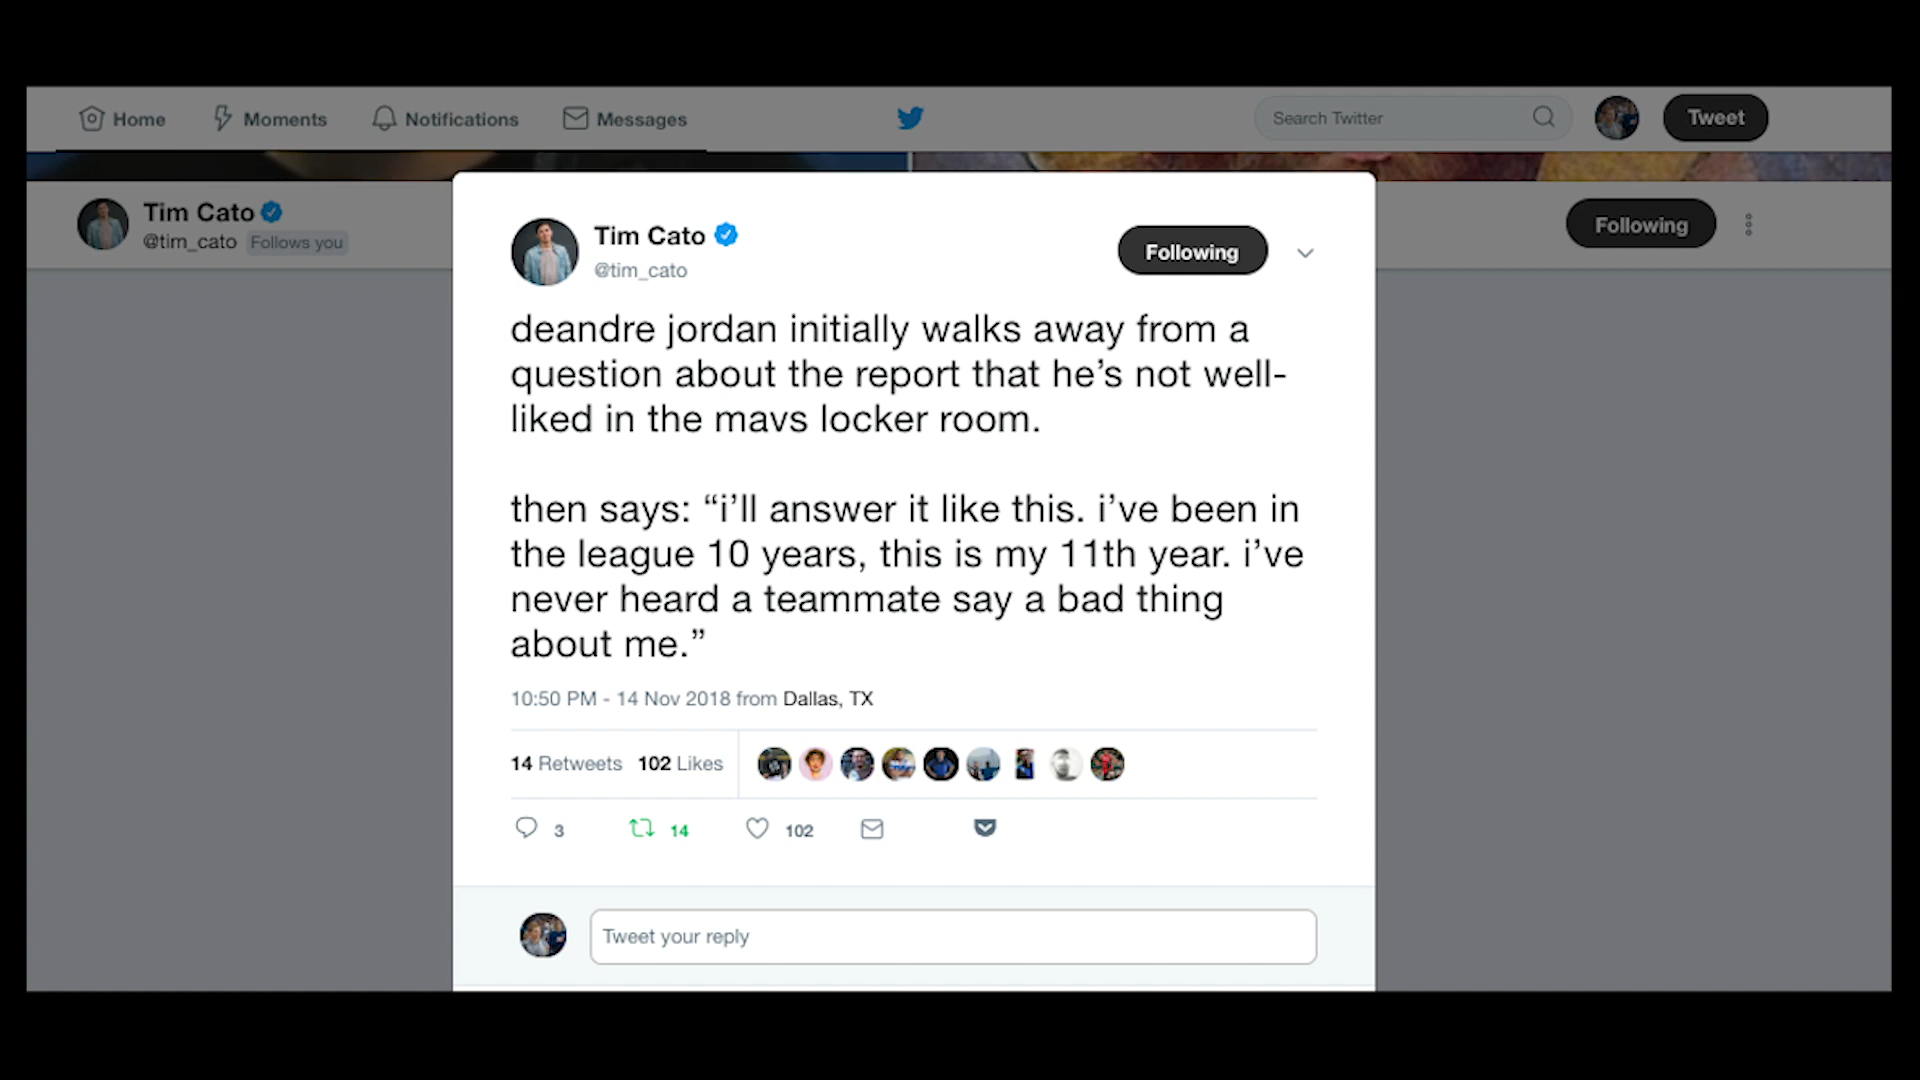 Home Moments Notifications Messages Search Twitter Tweet
Tim Cato
@tim_cato Follows you
Following
Tim Cato
@tim_cato
Following
deandre jordan initially walks away from a
question about the report that he’s not well-
liked in the mavs locker room.
then says: “i’ll answer it like this. i’ve been in
the league 10 years, this is my 11th year. i’ve
never heard a teammate say a bad thing
about me.”
10:50 PM - 14 Nov 2018 from Dallas, TX
14 Retweets 102 Likes
3 14 102
Tweet your reply